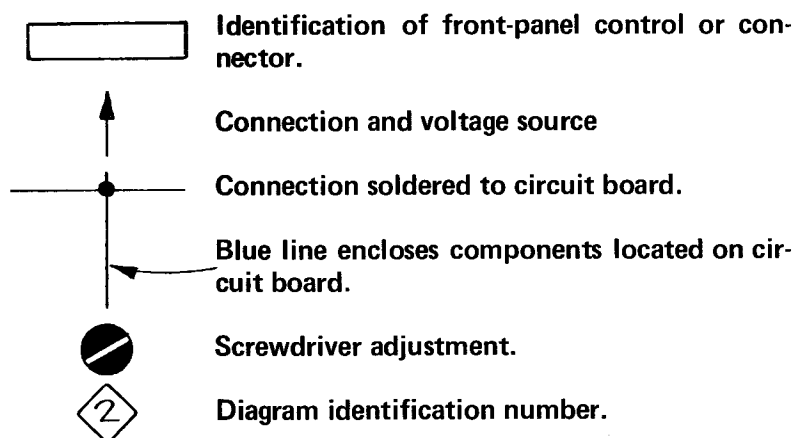 Identification of front-panel control or con-
nector.
Connection and voltage source
Connection soldered to circuit board.
Blue line encloses components located on cir-
cuit board.
Screwdriver adjustment.
2 Diagram identification number.